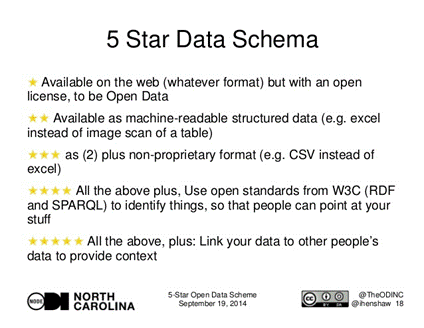 5 Star Data Schema
★ Available on the web (whatever format) but with an open
license, to be Open Data
★★ Available as machine-readable structured data (e.g. excel
instead of image scan of a table)
★★★ as (2) plus non-proprietary format (e.g. CSV instead of
excel)
★★★★ All the above plus, Use open standards from W3C (RDF
and SPARQL) to identify things, so that people can point at your
stuff
★★★★★ All the above, plus: Link your data to other people's
data to provide context
NODE
NORTH
CAROLINA
5-Star Open Data Scheme
September 19, 2014
cc
BY
@TheODINC
@ihenshaw 18